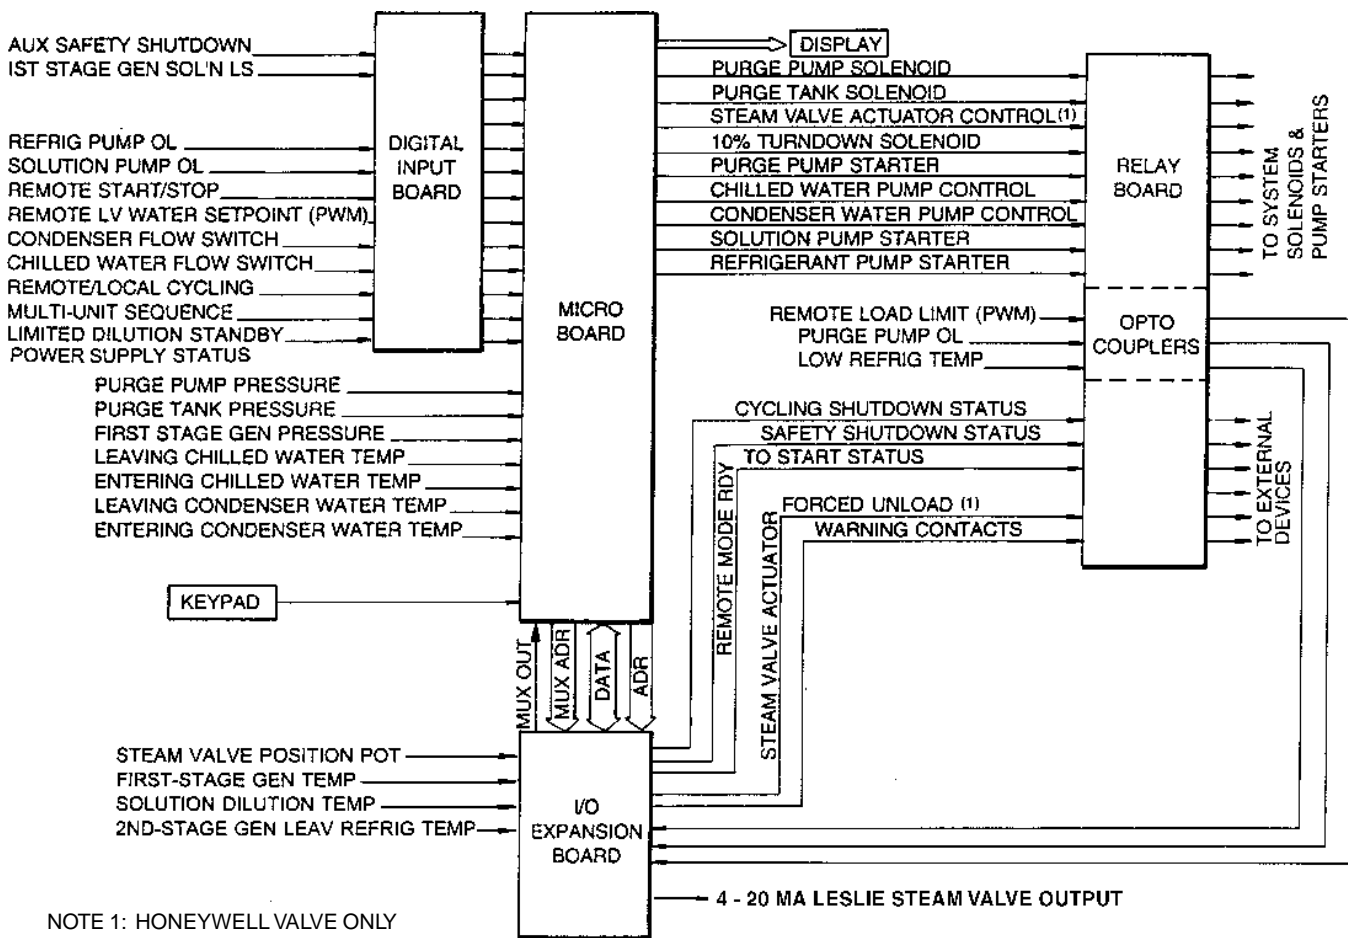 AUX SAFETY SHUTDOWN
IST STAGE GEN SOL'N LS
REFRIG PUMP OL
SOLUTION PUMP OL
REMOTE START/STOP
REMOTE LV WATER SETPOINT (PWM)
CONDENSER FLOW SWITCH
CHILLED WATER FLOW SWITCH
REMOTE/LOCAL CYCLING
MULTI-UNIT SEQUENCE
LIMITED DILUTION STANDBY
POWER SUPPLY STATUS
DIGITAL
INPUT
BOARD
PURGE PUMP PRESSURE
PURGE TANK PRESSURE
FIRST STAGE GEN PRESSURE
LEAVING CHILLED WATER TEMP
ENTERING CHILLED WATER TEMP
LEAVING CONDENSER WATER TEMP
ENTERING CONDENSER WATER TEMP
KEYPAD
MICRO
BOARD
DISPLAY
PURGE PUMP SOLENOID
PURGE TANK SOLENOID
STEAM VALVE ACTUATOR CONTROL(1)
10% TURNDOWN SOLENOID
PURGE PUMP STARTER
CHILLED WATER PUMP CONTROL
CONDENSER WATER PUMP CONTROL
SOLUTION PUMP STARTER
REFRIGERANT PUMP STARTER
RELAY
BOARD
TO SYSTEM
SOLENOIDS &
PUMP STARTERS
REMOTE LOAD LIMIT (PWM)
PURGE PUMP OL
LOW REFRIG TEMP
OPTO
COUPLERS
CYCLING SHUTDOWN STATUS
SAFETY SHUTDOWN STATUS
TO START STATUS
REMOTE MODE RDY
FORCED UNLOAD (1)
WARNING CONTACTS
STEAM VALVE ACTUATOR
TO EXTERNAL
DEVICES
MUX OUT
MUX ADR
DATA
ADR
STEAM VALVE POSITION POT
FIRST-STAGE GEN TEMP
SOLUTION DILUTION TEMP
2ND-STAGE GEN LEAV REFRIG TEMP
I/O
EXPANSION
BOARD
4 - 20 MA LESLIE STEAM VALVE OUTPUT
NOTE 1: HONEYWELL VALVE ONLY